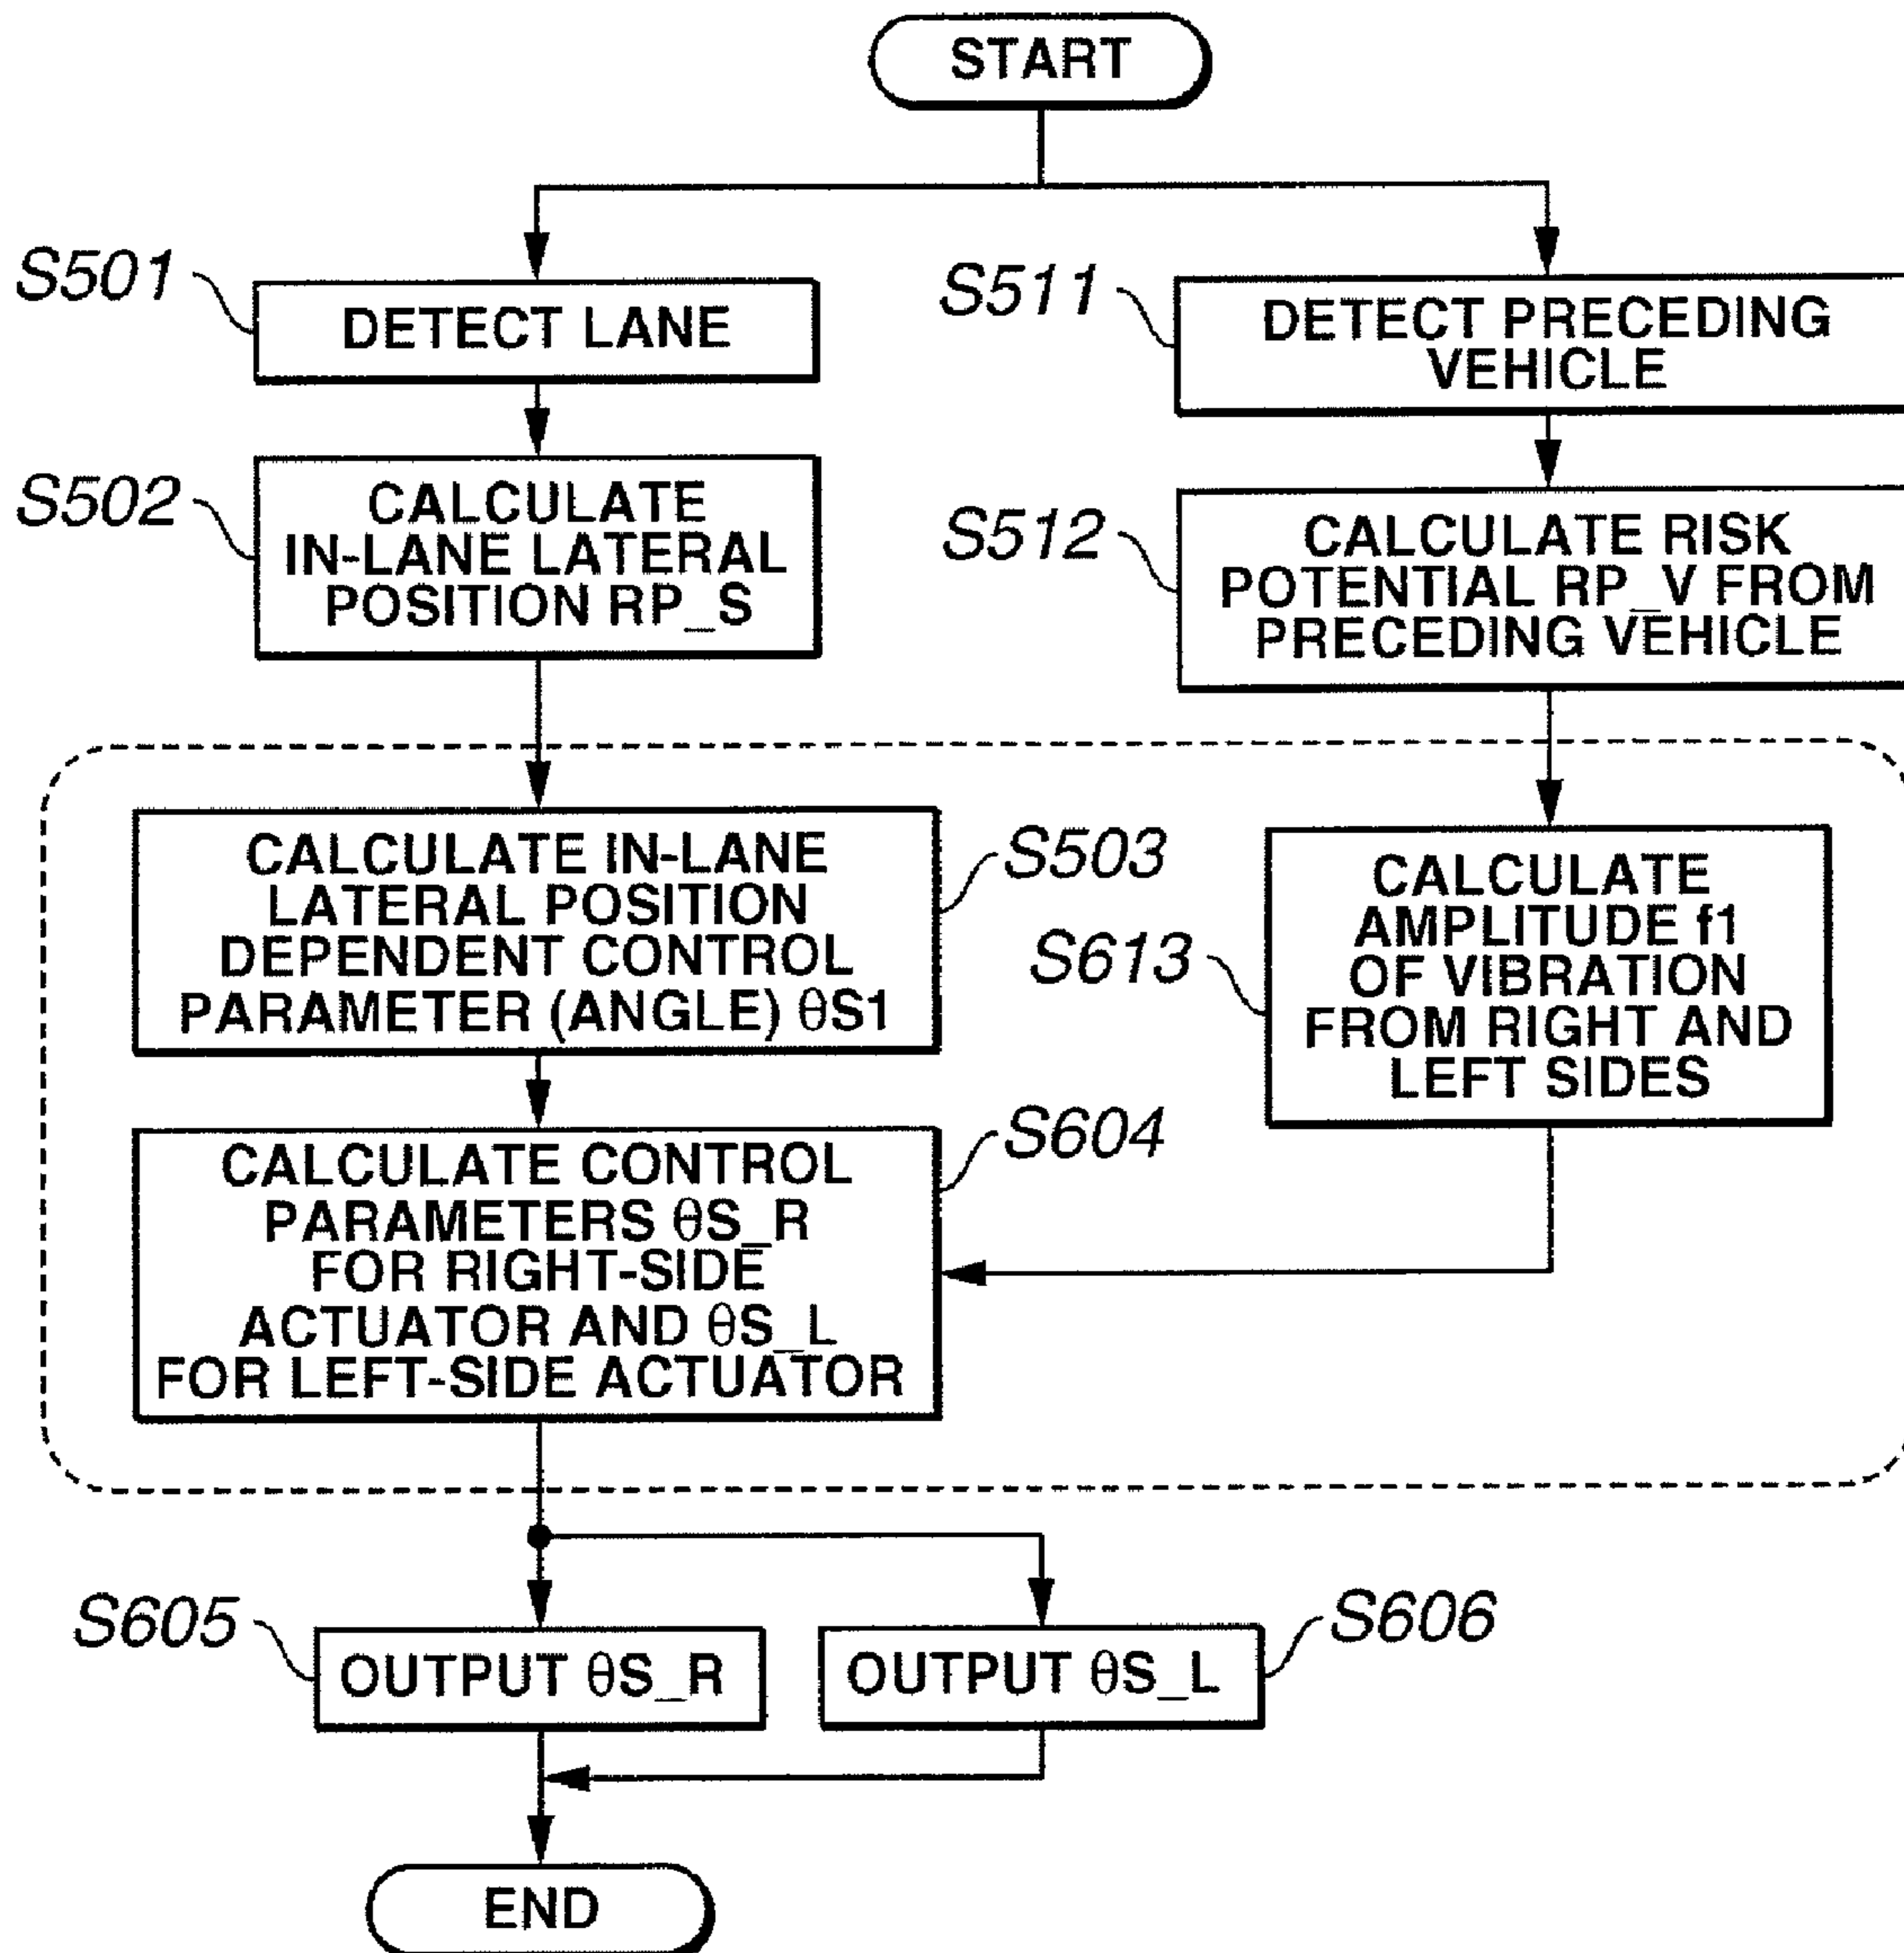 START
S501
DETECT LANE
S511
DETECT PRECEDING
VEHICLE
S502
CALCULATE
IN-LANE LATERAL
POSITION RP_S
S512
CALCULATE RISK
POTENTIAL RP_V FROM
PRECEDING VEHICLE
CALCULATE IN-LANE
LATERAL POSITION
DEPENDENT CONTROL
PARAMETER (ANGLE) θS1
S503
S613
CALCULATE
AMPLITUDE f1
OF VIBRATION
FROM RIGHT AND
LEFT SIDES
CALCULATE CONTROL
PARAMETERS θS_R
FOR RIGHT-SIDE
ACTUATOR AND θS_L
FOR LEFT-SIDE ACTUATOR
S604
S605
OUTPUT θS_R
OUTPUT θS_L
S606
END